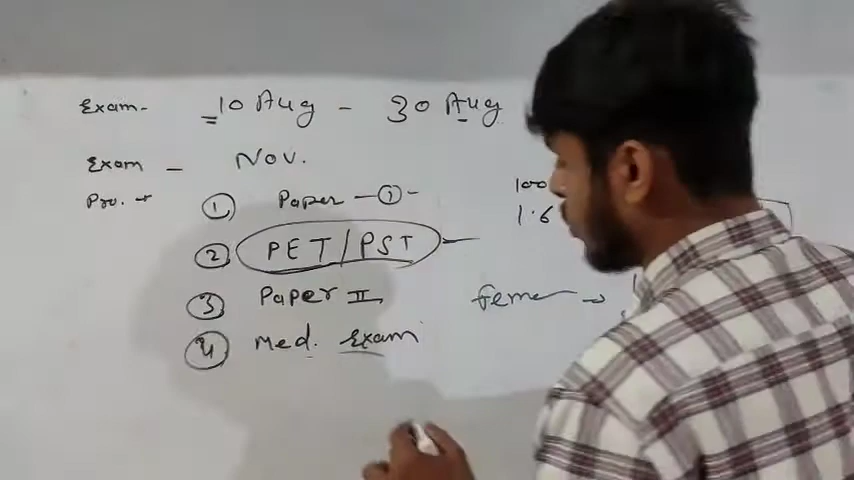 Exam - 10 Aug - 30 Aug
Exam - Nov.
Pro. → ① Paper - ① -
100
② PET/PST -
1.6
③ Paper II
Feme →
④ Med. Exam